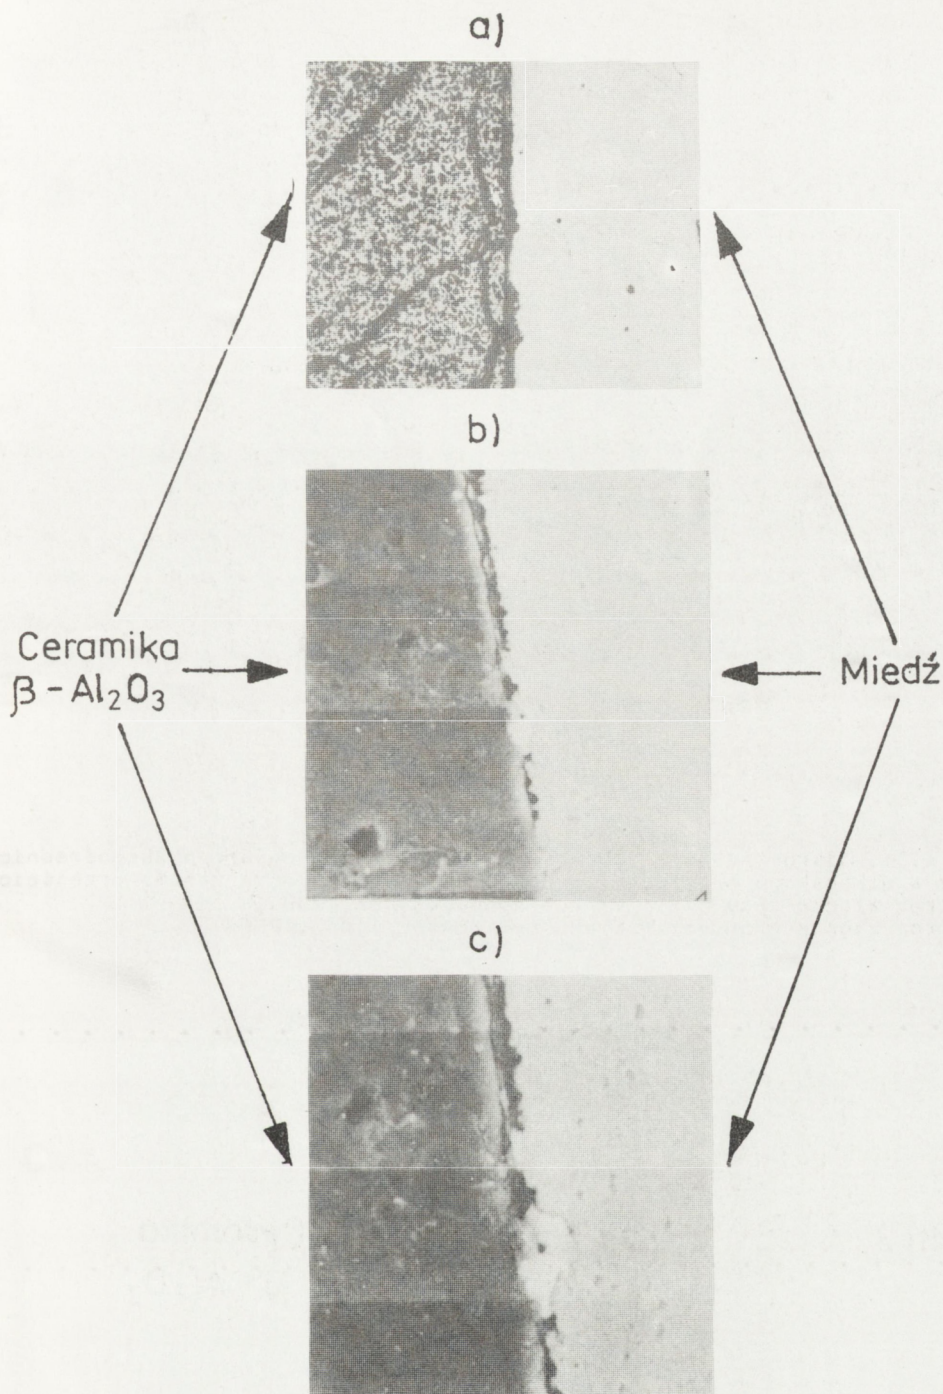 a)
b)
Ceramika
β-Al₂O₃
Miedź
c)